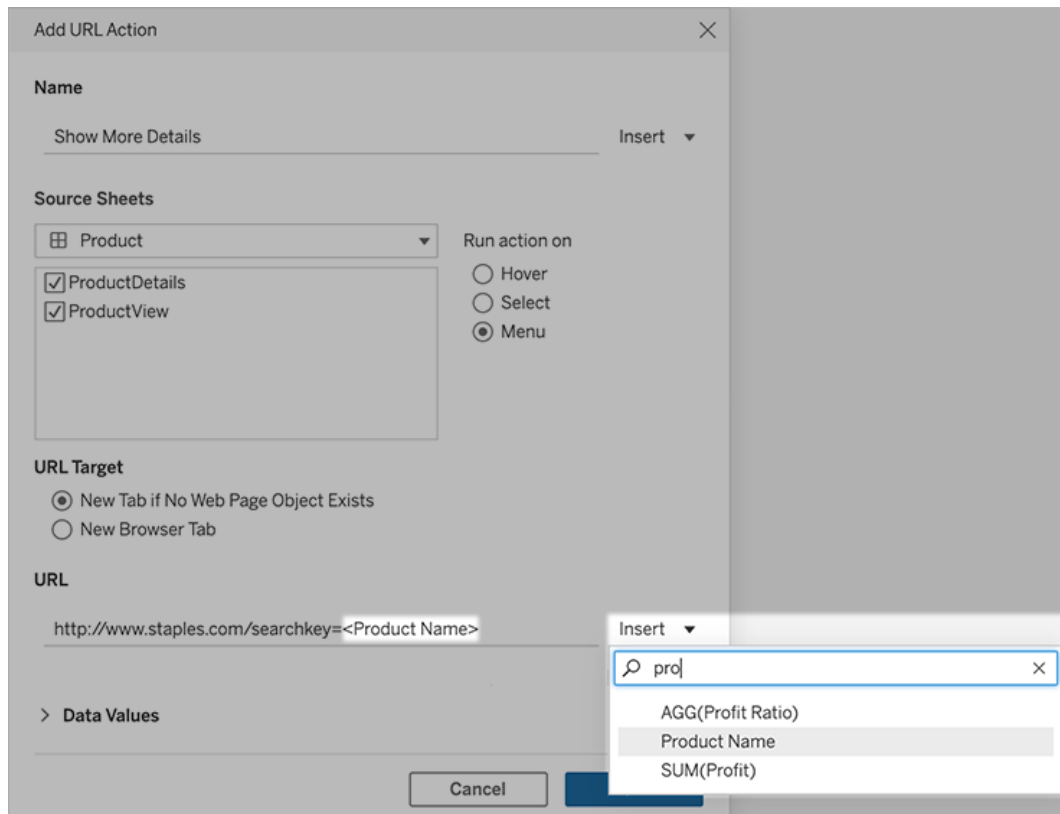 Add URL Action
Name
Show More Details
Insert
Source Sheets
Product
Run action on
ProductDetails
Hover
ProductView
Select
Menu
URL Target
New Tab if No Web Page Object Exists
New Browser Tab
URL
http://www.staples.com/searchkey=<Product Name>
Insert
pro
AGG(Profit Ratio)
Data Values
Product Name
SUM(Profit)
Cancel